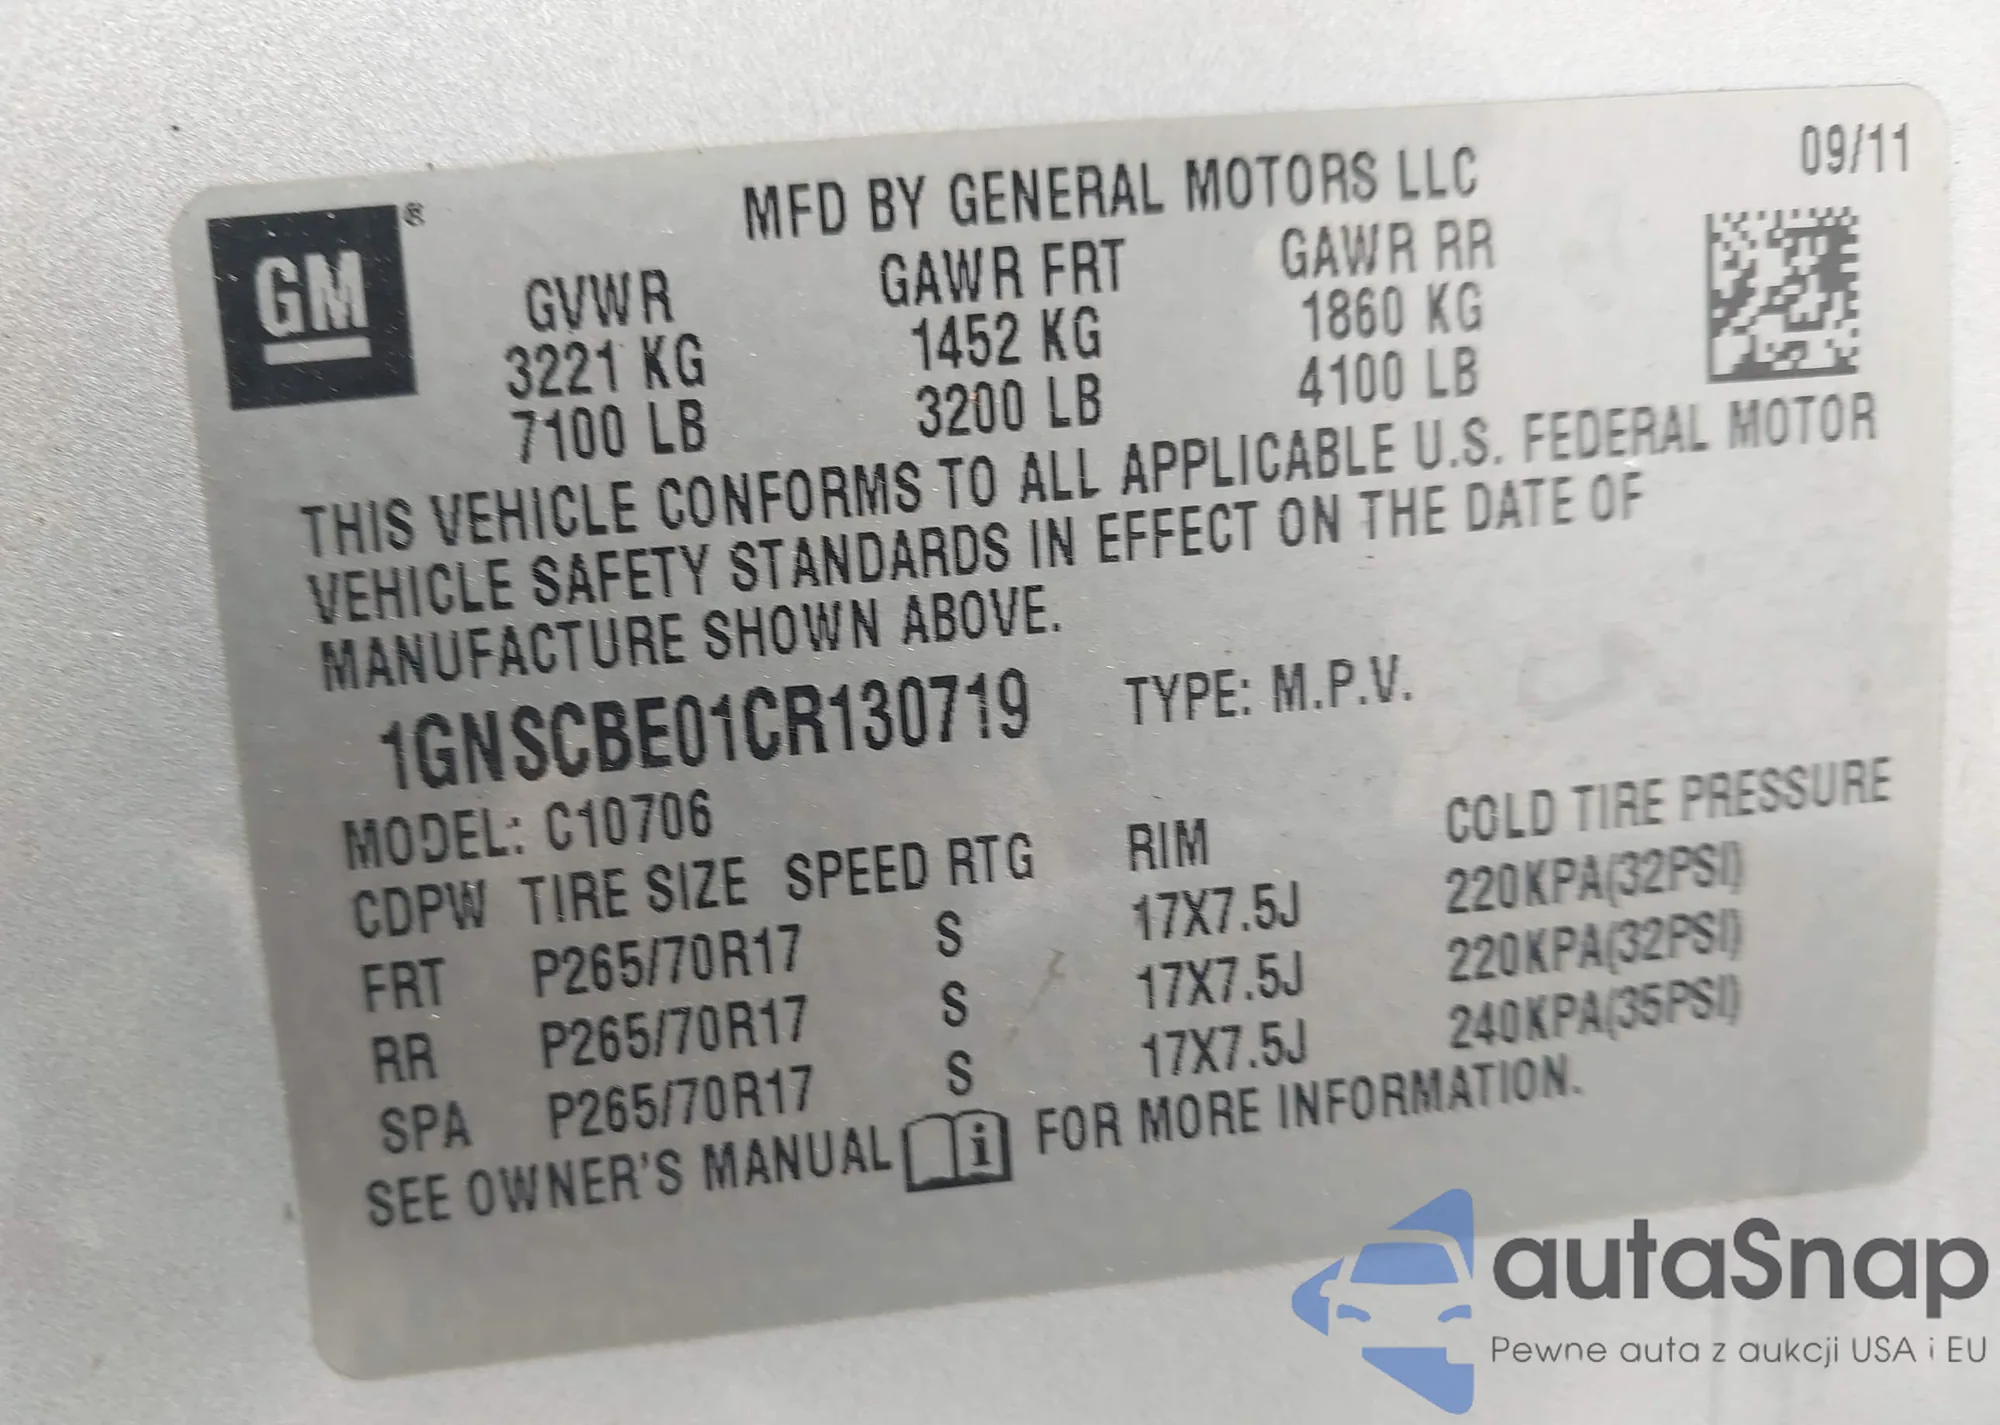 09/11
MFD BY GENERAL MOTORS LLC
GM®
GVWR GAWR FRT GAWR RR
3221 KG 1452 KG 1860 KG
7100 LB 3200 LB 4100 LB
THIS VEHICLE CONFORMS TO ALL APPLICABLE U.S. FEDERAL MOTOR
VEHICLE SAFETY STANDARDS IN EFFECT ON THE DATE OF
MANUFACTURE SHOWN ABOVE.
1GNSCBE01CR130719 TYPE: M.P.V.
MODEL: C10706
CDPW TIRE SIZE SPEED RTG RIM COLD TIRE PRESSURE
FRT P265/70R17 S 17X7.5J 220KPA(32PSI)
RR P265/70R17 S 17X7.5J 220KPA(32PSI)
SPA P265/70R17 S 17X7.5J 240KPA(35PSI)
SEE OWNER'S MANUAL i FOR MORE INFORMATION.
autaSnap
Pewne auta z aukcji USA i EU